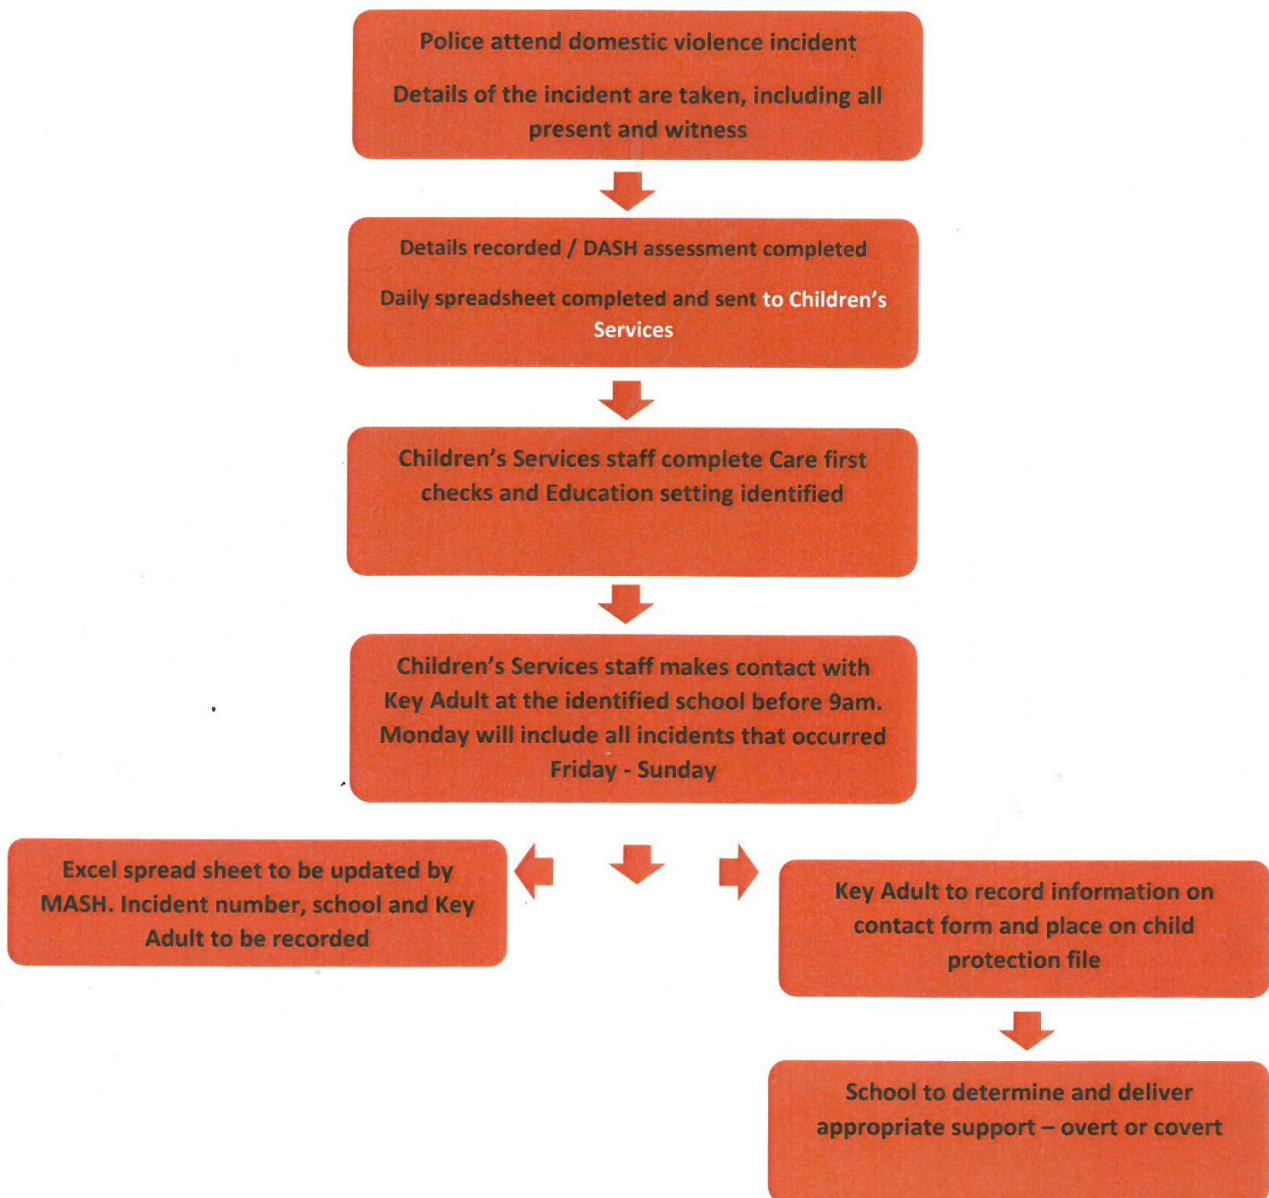 Police attend domestic violence incident
Details of the incident are taken, including all
present and witness
Details recorded / DASH assessment completed
Daily spreadsheet completed and sent to Children's
Services
Children's Services staff complete Care first
checks and Education setting identified
Children's Services staff makes contact with
Key Adult at the identified school before 9am.
Monday will include all incidents that occurred
Friday - Sunday
Excel spread sheet to be updated by
MASH. Incident number, school and Key
Adult to be recorded
Key Adult to record information on
contact form and place on child
protection file
School to determine and deliver
appropriate support – overt or covert